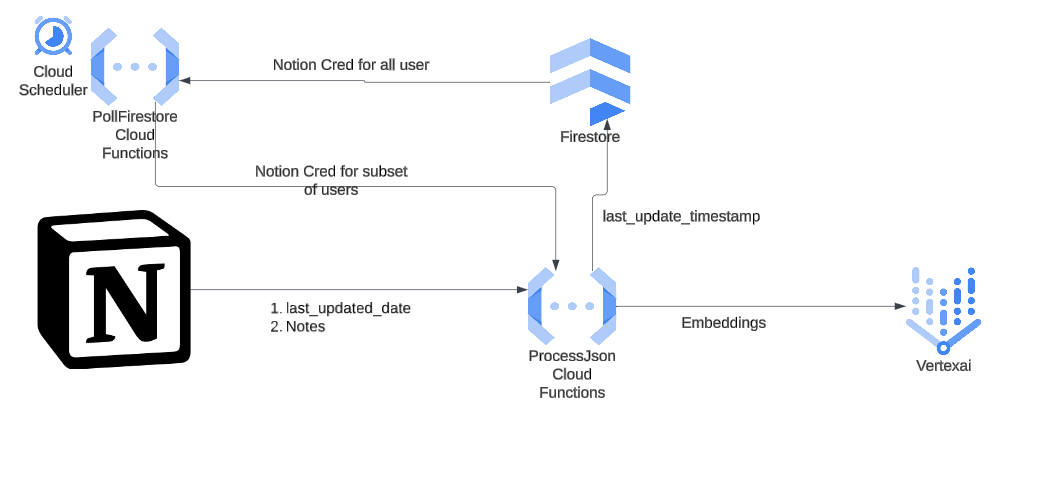 Cloud
Scheduler
Notion Cred for all user
PollFirestore
Cloud
Functions
Firestore
Notion Cred for subset
of users
last_update_timestamp
N
1. last_updated_date
2. Notes
Embeddings
ProcessJson
Cloud
Functions
Vertexai